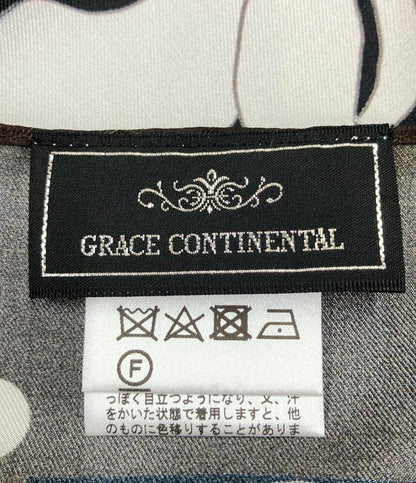 GRACE CONTINENTAL
F
っぽく目立つようになり、又、汗
をかいた状態で着用しますと、他
のものに色移りすることがありま